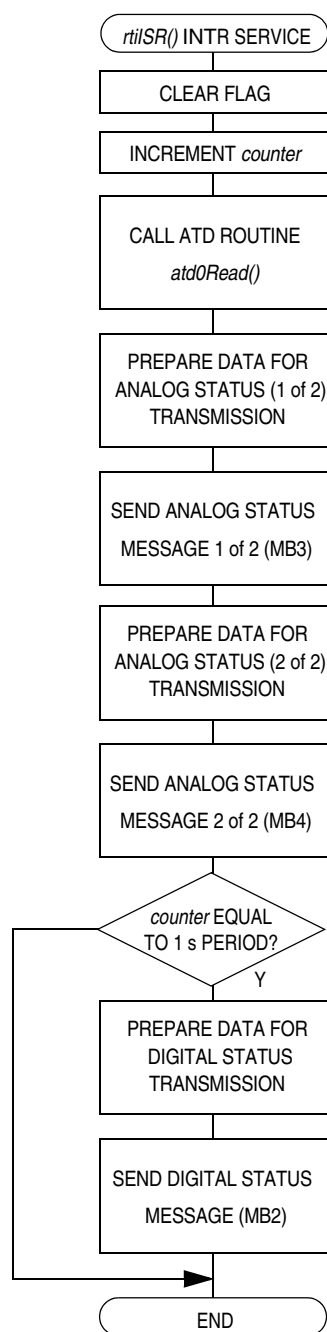 rtiISR() INTR SERVICE
CLEAR FLAG
INCREMENT counter
CALL ATD ROUTINE
atd0Read()
PREPARE DATA FOR
ANALOG STATUS (1 of 2)
TRANSMISSION
SEND ANALOG STATUS
MESSAGE 1 of 2 (MB3)
PREPARE DATA FOR
ANALOG STATUS (2 of 2)
TRANSMISSION
SEND ANALOG STATUS
MESSAGE 2 of 2 (MB4)
counter EQUAL
TO 1 s PERIOD?
Y
PREPARE DATA FOR
DIGITAL STATUS
TRANSMISSION
SEND DIGITAL STATUS
MESSAGE (MB2)
END